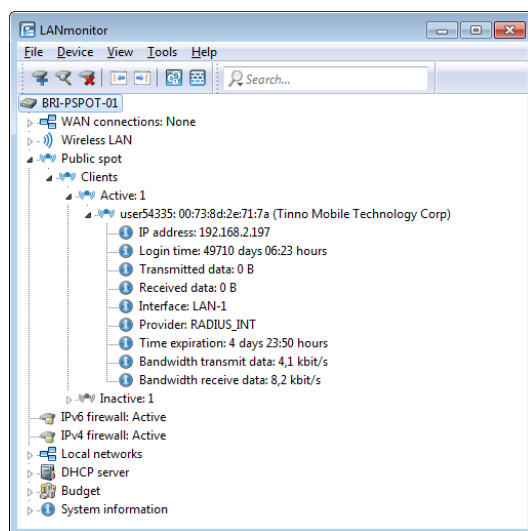 LANmonitor
File Device View Tools Help
Search...
BRI-PSPOT-01
WAN connections: None
Wireless LAN
Public spot
Clients
Active: 1
user54335: 00:73:8d:2e:71:7a (Tinno Mobile Technology Corp)
IP address: 192.168.2.197
Login time: 49710 days 06:23 hours
Transmitted data: 0 B
Received data: 0 B
Interface: LAN-1
Provider: RADIUS_INT
Time expiration: 4 days 23:50 hours
Bandwidth transmit data: 4,1 kbit/s
Bandwidth receive data: 8,2 kbit/s
Inactive: 1
IPv6 firewall: Active
IPv4 firewall: Active
Local networks
DHCP server
Budget
System information